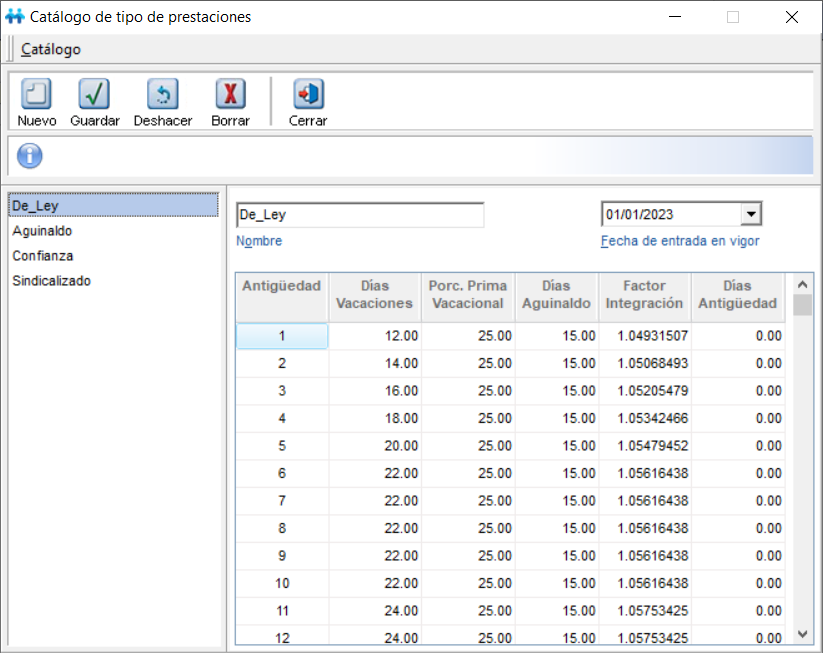 Catálogo de tipo de prestaciones
Catálogo
Nuevo Guardar Deshacer Borrar Cerrar
De_Ley
Aguinaldo
Confianza
Sindicalizado
De_Ley 01/01/2023
Nombre Fecha de entrada en vigor
Antigüedad Días Vacaciones Porc. Prima Vacacional Días Aguinaldo Factor Integración Días Antigüedad
1 12.00 25.00 15.00 1.04931507 0.00
2 14.00 25.00 15.00 1.05068493 0.00
3 16.00 25.00 15.00 1.05205479 0.00
4 18.00 25.00 15.00 1.05342466 0.00
5 20.00 25.00 15.00 1.05479452 0.00
6 22.00 25.00 15.00 1.05616438 0.00
7 22.00 25.00 15.00 1.05616438 0.00
8 22.00 25.00 15.00 1.05616438 0.00
9 22.00 25.00 15.00 1.05616438 0.00
10 22.00 25.00 15.00 1.05616438 0.00
11 24.00 25.00 15.00 1.05753425 0.00
12 24.00 25.00 15.00 1.05753425 0.00